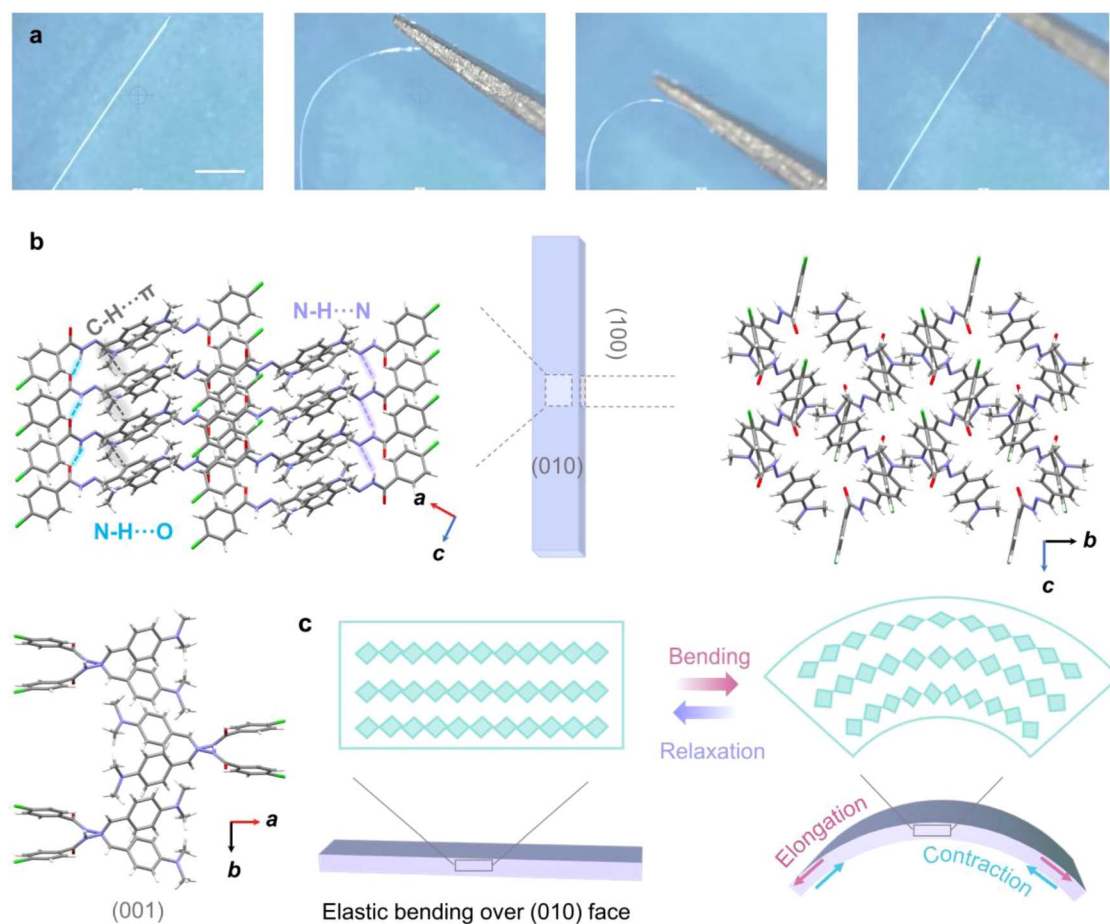 a
b
C-H···π
N-H···N
N-H···O
a
c
(010)
(100)
b
c
a
b
(001)
c
Bending
Relaxation
Elongation
Contraction
Elastic bending over (010) face